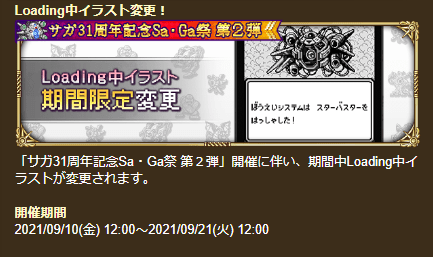 Loading中イラスト変更！
サガ31周年記念Sa・Ga祭 第2弾
Loading中イラスト
期間限定変更
ぼうえいシステムは スターバスターを
はっしゃした！
「サガ31周年記念Sa・Ga祭 第２弾」開催に伴い、期間中Loading中イ
ラストが変更されます。
開催期間
2021/09/10(金) 12:00～2021/09/21(火) 12:00